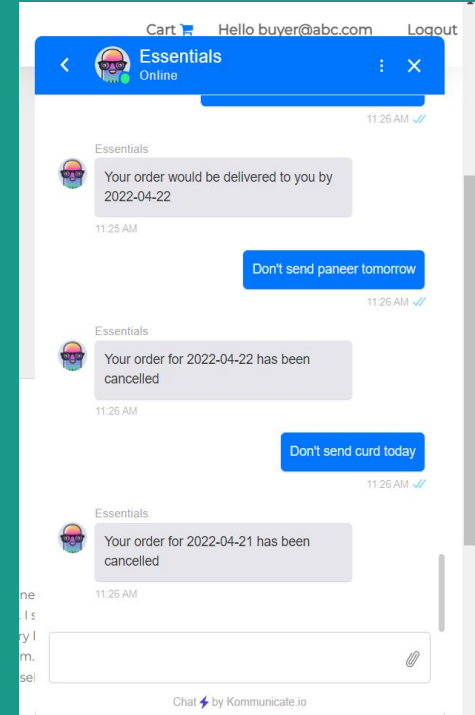 Cart Hello buyer@abc.com Logout
Essentials
Online
11:26 AM
Essentials
Your order would be delivered to you by
2022-04-22
11:25 AM
Don't send paneer tomorrow
11:26 AM
Essentials
Your order for 2022-04-22 has been
cancelled
11:26 AM
Don't send curd today
11:26 AM
Essentials
Your order for 2022-04-21 has been
cancelled
11:26 AM
ne
. I s
ry l
m.
sel
Chat by Kommunicate.io